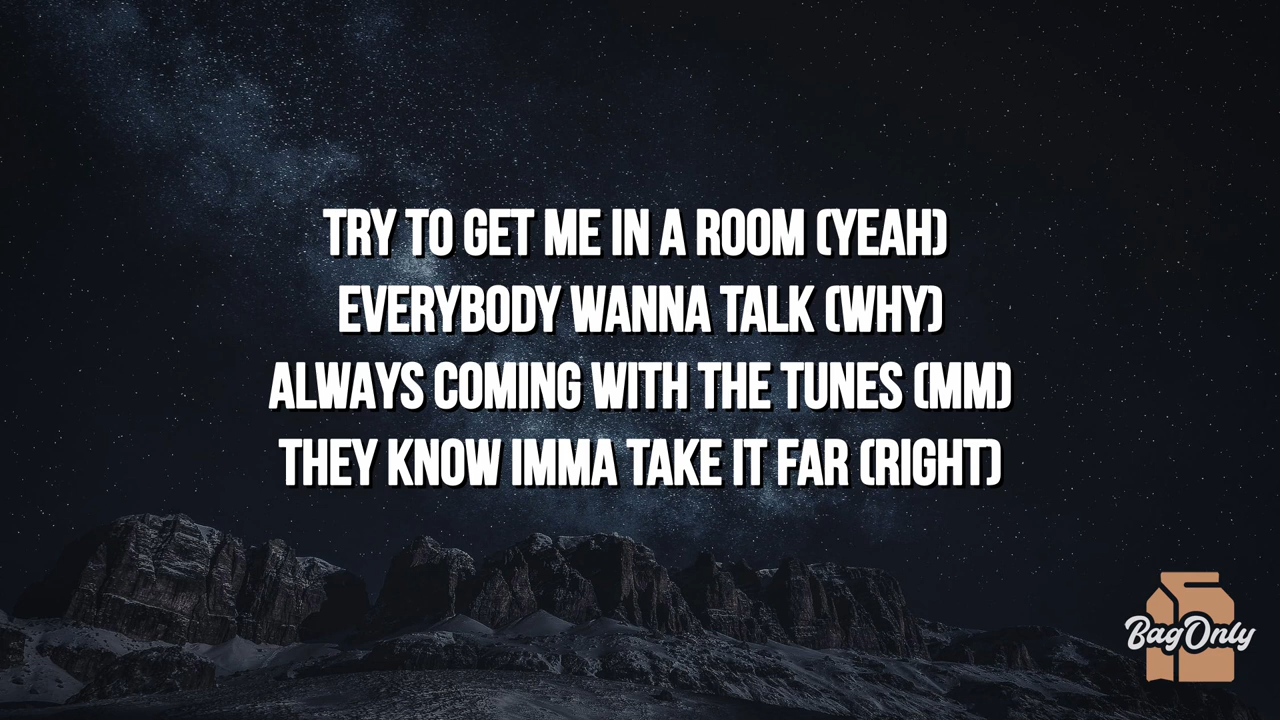 TRY TO GET ME IN A ROOM (YEAH)
EVERYBODY WANNA TALK (WHY)
ALWAYS COMING WITH THE TUNES (MM)
THEY KNOW IMMA TAKE IT FAR (RIGHT)
BagOnly